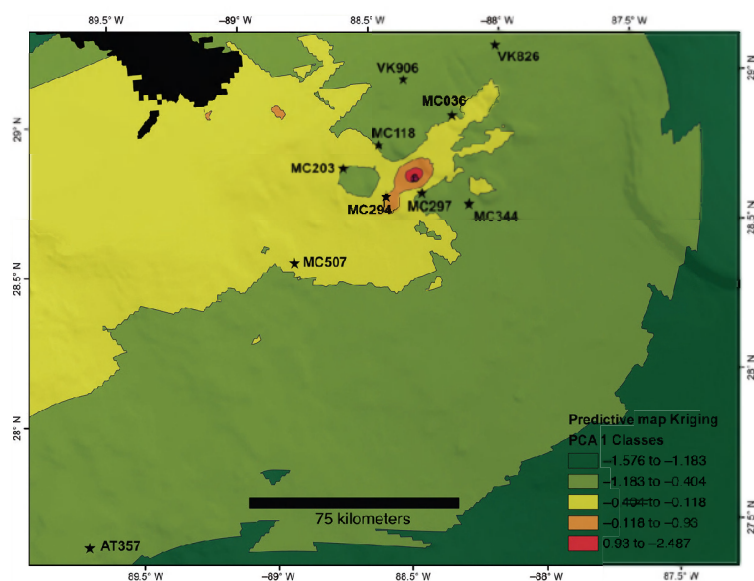 89.5° W
–89° W
88.5° W
–88° W
87.5° W
29° N
VK826
VK906
MC036
29° N
MC118
MC203
MC297
MC294
MC344
28.5° N
MC507
28.5° N
28° N
Predictive map Kriging
PCA 1 Classes
–1.576 to –1.183
–1.183 to –0.404
–0.404 to –0.118
–0.118 to –0.93
0.93 to –2.487
28° N
75 kilometers
27.5° N
AT357
89.5° W
–89° W
–88.5° W
–88° W
–87.5° W